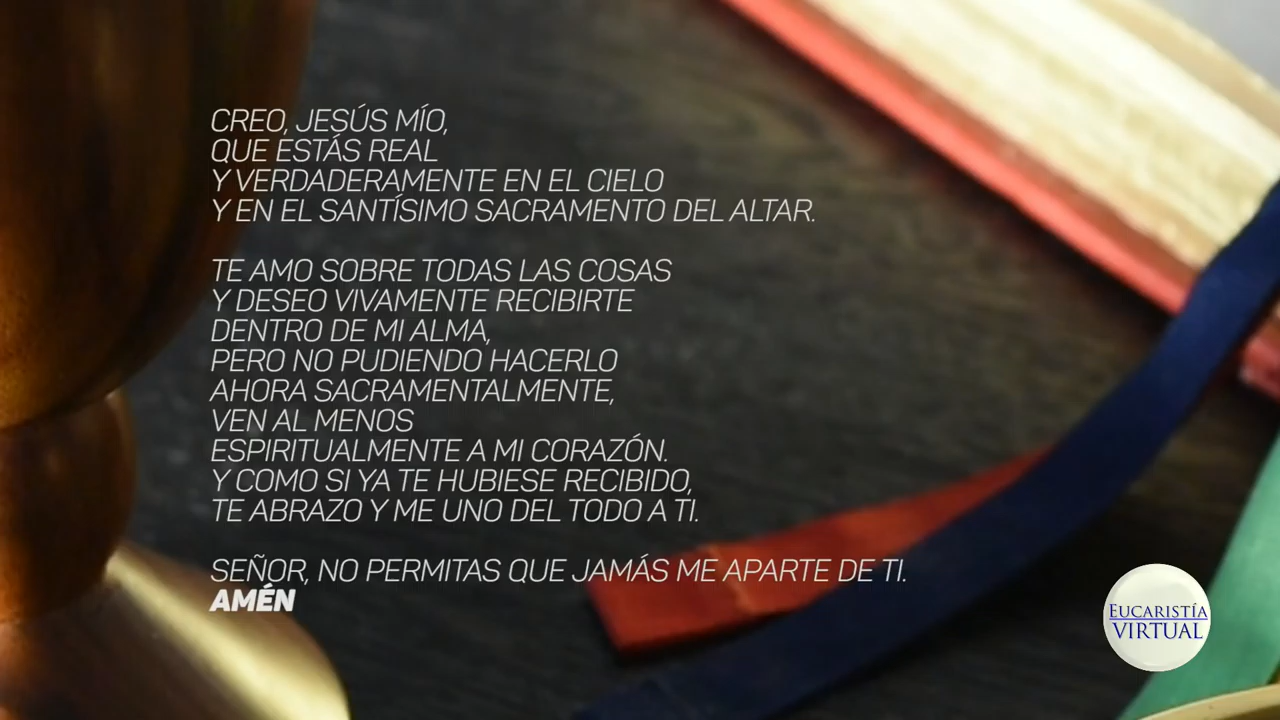 CREO, JESÚS MÍO,
QUE ESTÁS REAL
Y VERDADERAMENTE EN EL CIELO
Y EN EL SANTÍSIMO SACRAMENTO DEL ALTAR.
TE AMO SOBRE TODAS LAS COSAS
Y DESEO VIVAMENTE RECIBIRTE
DENTRO DE MI ALMA,
PERO NO PUDIENDO HACERLO
AHORA SACRAMENTALMENTE,
VEN AL MENOS
ESPIRITUALMENTE A MI CORAZÓN.
Y COMO SI YA TE HUBIESE RECIBIDO,
TE ABRAZO Y ME UNO DEL TODO A TI.
SEÑOR, NO PERMITAS QUE JAMÁS ME APARTE DE TI.
AMÉN
EUCARISTÍA
VIRTUAL